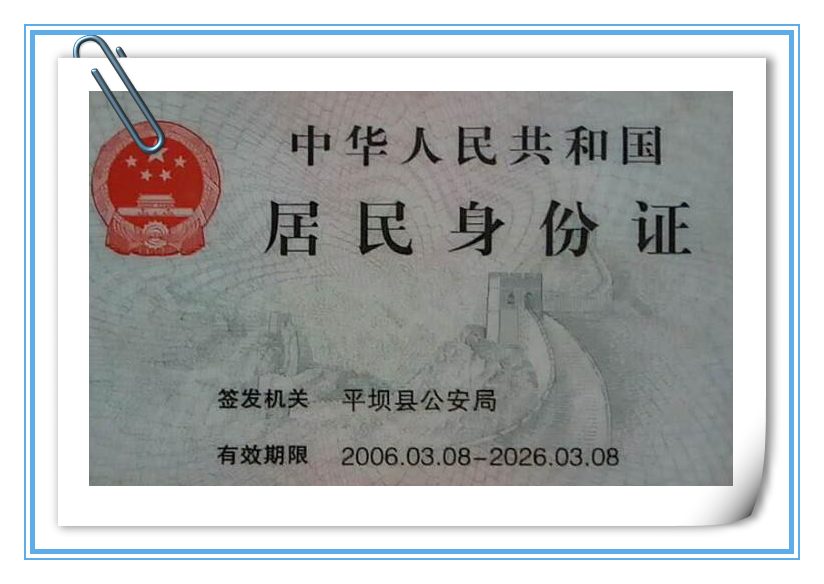 中华人民共和国
居民身份证
签发机关 平坝县公安局
有效期限 2006.03.08-2026.03.08